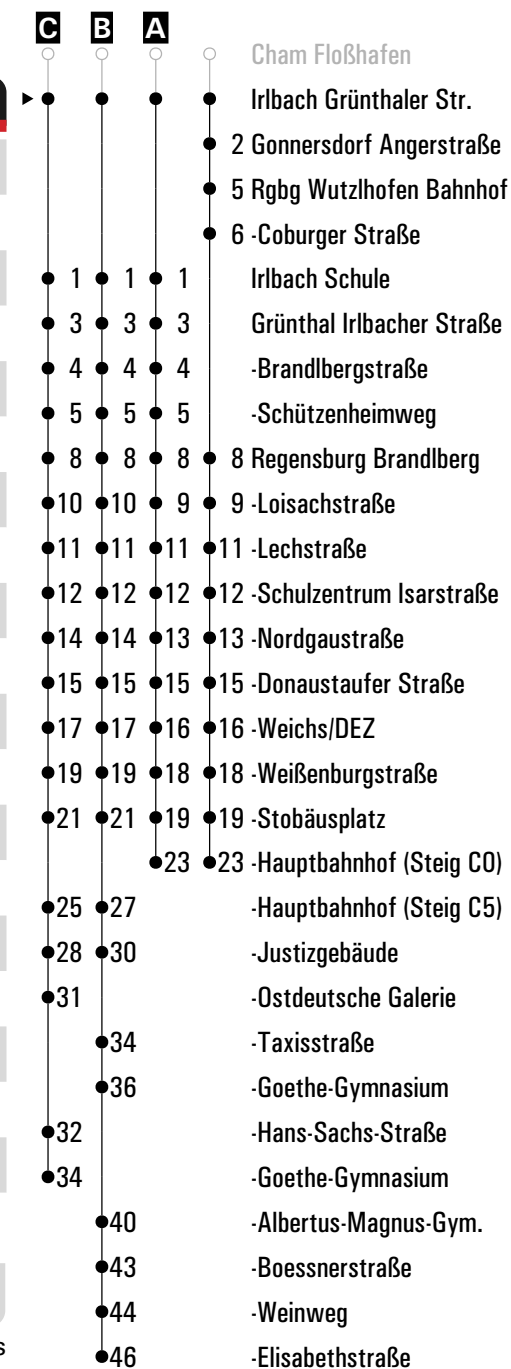 C B A
Cham Floßhafen
Irlbach Grünthaler Str.
2 Gonnersdorf Angerstraße
5 Rgbg Wutzlhofen Bahnhof
6 -Coburger Straße
1 1 1 Irlbach Schule
3 3 3 Grünthal Irlbacher Straße
4 4 4 -Brandlbergstraße
5 5 5 -Schützenheimweg
8 8 8 8 Regensburg Brandlberg
10 10 9 9 -Loisachstraße
11 11 11 11 -Lechstraße
12 12 12 12 -Schulzentrum Isarstraße
14 14 13 13 -Nordgaustraße
15 15 15 15 -Donaustaufer Straße
17 17 16 16 -Weichs/DEZ
19 19 18 18 -Weißenburgstraße
21 21 19 19 -Stobäusplatz
23 23 -Hauptbahnhof (Steig C0)
25 27 -Hauptbahnhof (Steig C5)
28 30 -Justizgebäude
31 -Ostdeutsche Galerie
34 -Taxisstraße
36 -Goethe-Gymnasium
32 -Hans-Sachs-Straße
34 -Goethe-Gymnasium
40 -Albertus-Magnus-Gym.
43 -Boessnerstraße
44 -Weinweg
s 46 -Elisabethstraße